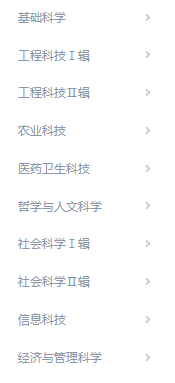 基础科学
工程科技Ⅰ辑
工程科技Ⅱ辑
农业科技
医药卫生科技
哲学与人文科学
社会科学Ⅰ辑
社会科学Ⅱ辑
信息科技
经济与管理科学